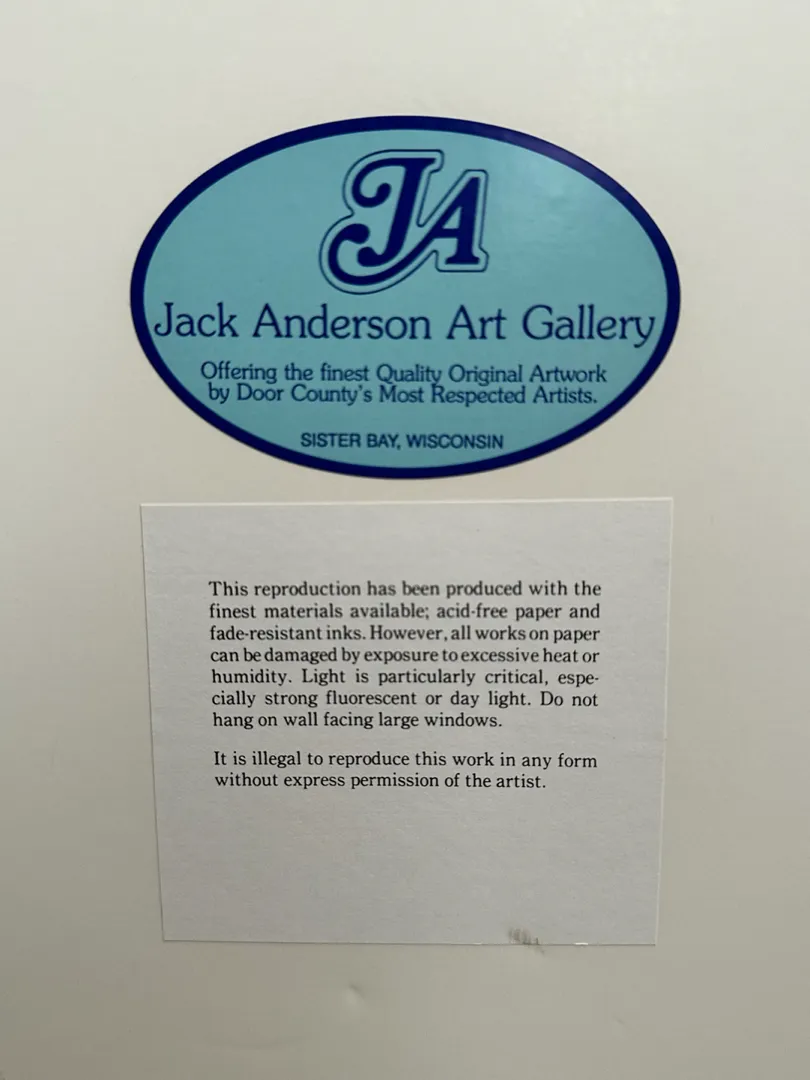 JA
Jack Anderson Art Gallery
Offering the finest Quality Original Artwork
by Door County's Most Respected Artists.
SISTER BAY, WISCONSIN
This reproduction has been produced with the
finest materials available; acid-free paper and
fade-resistant inks. However, all works on paper
can be damaged by exposure to excessive heat or
humidity. Light is particularly critical, espe-
cially strong fluorescent or day light. Do not
hang on wall facing large windows.
It is illegal to reproduce this work in any form
without express permission of the artist.